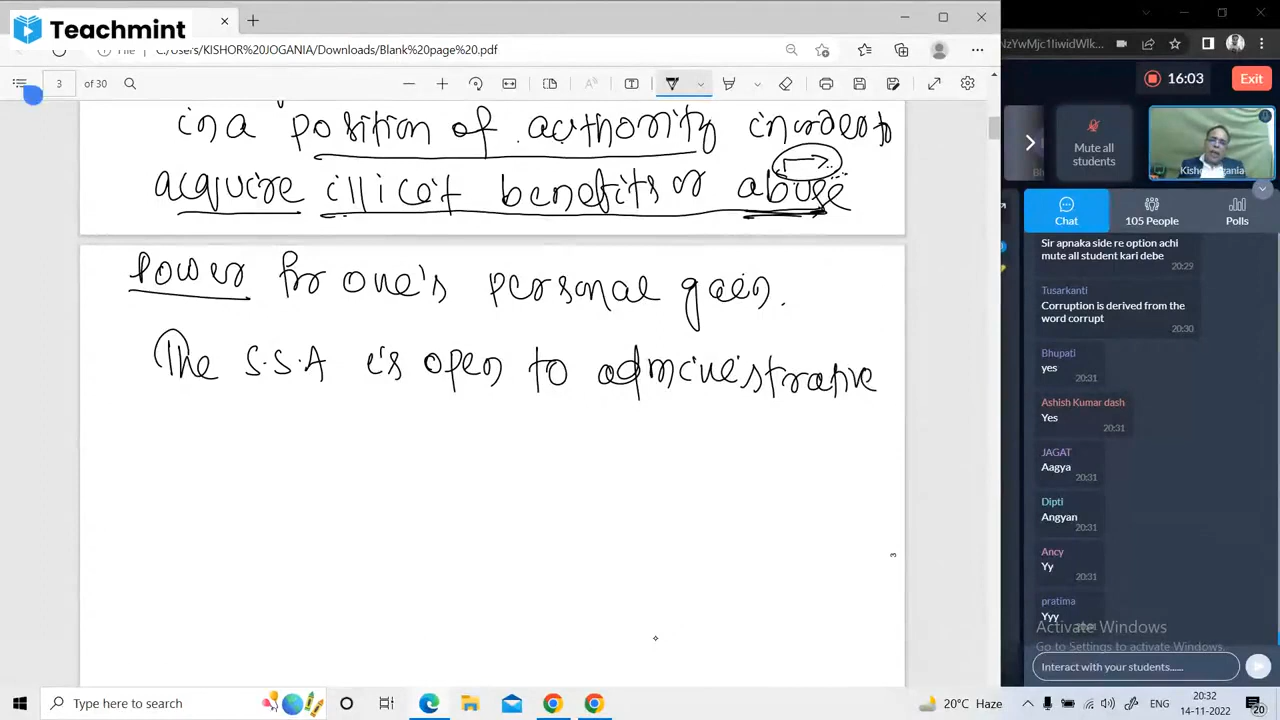 Teachmint
File
C:/Users/KISHOR%20JOGANIA/Downloads/Blank%20page%20.pdf
3 of 30
in a position of authority in order to
acquire illicit benefits or abuse
Power for one's personal gain.
The S.S.A is open to administrative
3
NzYwMjc1IiwidWlk...
16:03 Exit
Mute all
students
Kishor Jogania
Chat
105 People
Polls
Sir apnaka side re option achi
mute all student kari debe
20:29
Tusarkanti
Corruption is derived from the
word corrupt
20:30
Bhupati
yes
20:31
Ashish Kumar dash
Yes
20:31
JAGAT
Aagya
20:31
Dipti
Angyan
20:31
Ancy
Yy
20:31
pratima
Yyy
Activate Windows
Go to Settings to activate Windows.
Interact with your students......
Type here to search
20°C Haze
20:32
14-11-2022
20